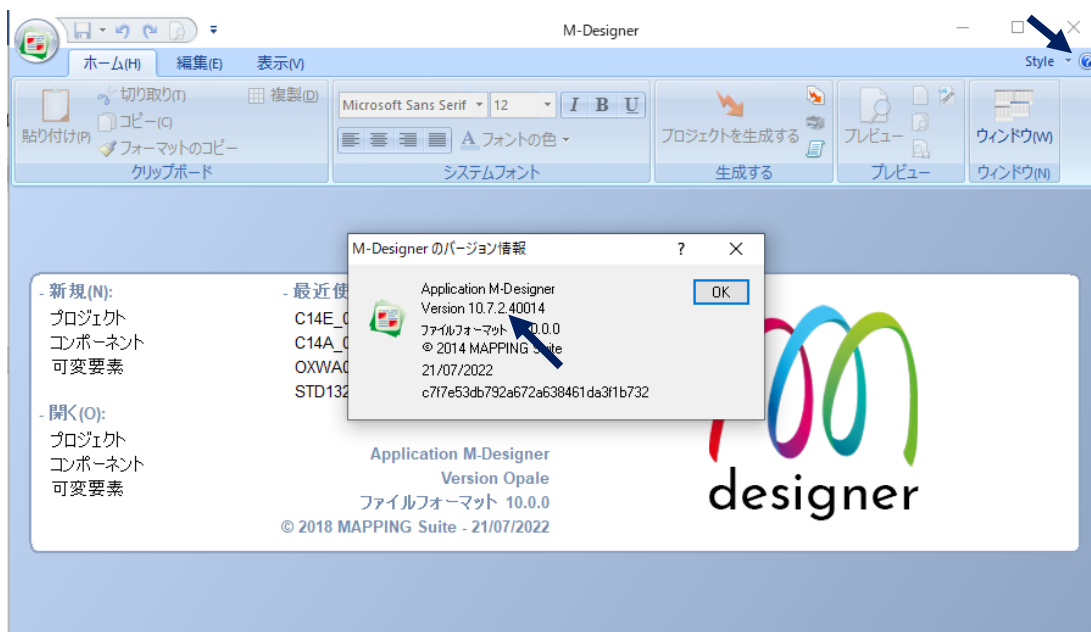 M-Designer
ホーム(H) 編集(E) 表示(V) Style
貼り付け(P)
切り取り(T)
コピー(C)
フォーマットのコピー
複製(D)
クリップボード
Microsoft Sans Serif 12 I B U
A フォントの色
システムフォント
プロジェクトを生成する
生成する
プレビュー
プレビュー
ウィンドウ(W)
ウィンドウ(N)
M-Designer のバージョン情報 ?
Application M-Designer
Version 10.7.2.40014
ファイルフォーマット
© 2014 MAPPING Suite
21/07/2022
c7f7e53db792a672a638461da3f1b732
OK
- 新規(N):
プロジェクト
コンポーネント
可変要素
- 開く(O):
プロジェクト
コンポーネント
可変要素
- 最近使
C14E_
C14A_
OXWA
STD132
Application M-Designer
Version Opale
ファイルフォーマット 10.0.0
© 2018 MAPPING Suite - 21/07/2022
designer